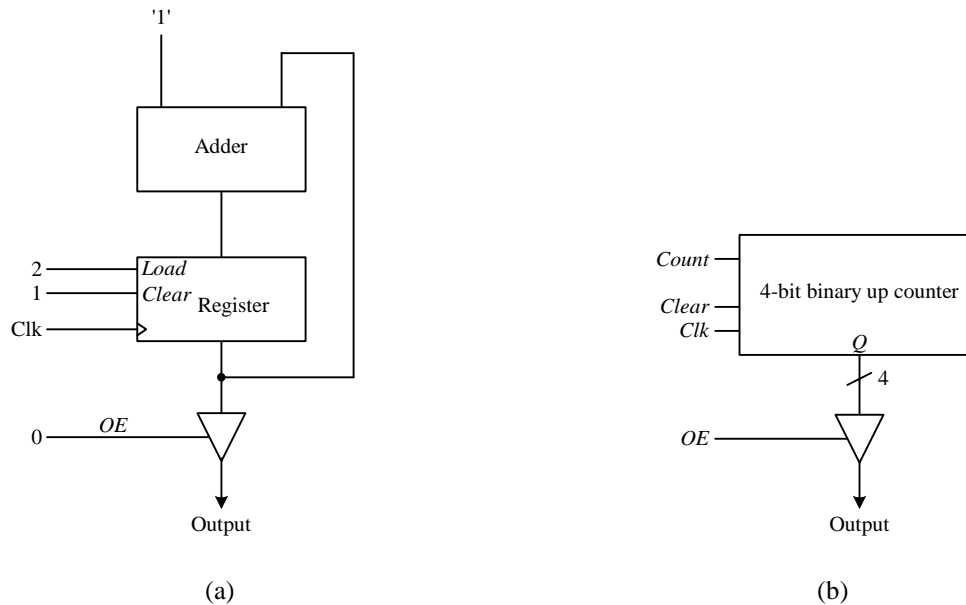 '1'
Adder
2
Load
1
Clear
Register
Clk
0
OE
Output
(a)
Count
4-bit binary up counter
Clear
Clk
Q
4
OE
Output
(b)